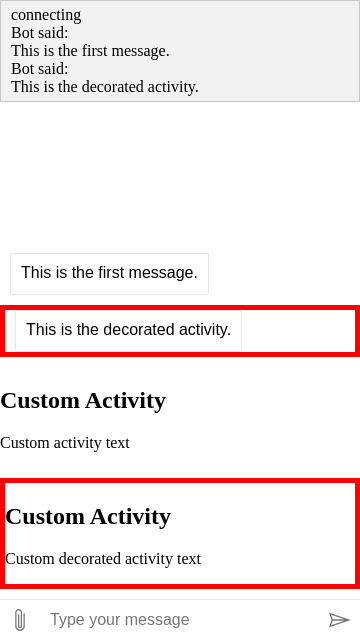 connecting
Bot said:
This is the first message.
Bot said:
This is the decorated activity.
This is the first message.
This is the decorated activity.
Custom Activity
Custom activity text
Custom Activity
Custom decorated activity text
Type your message